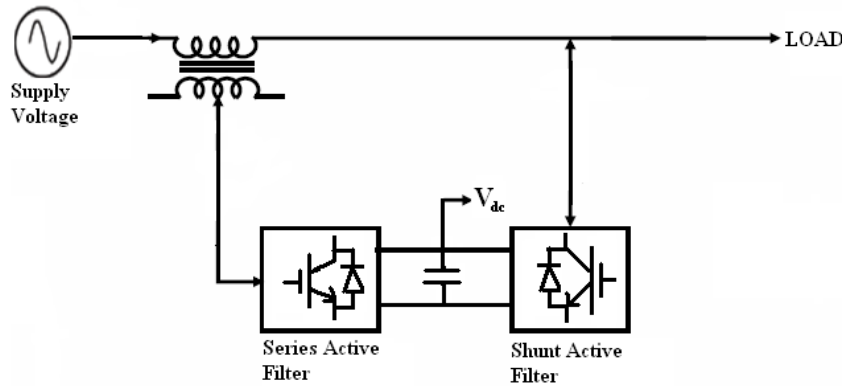 LOAD
Supply
Voltage
Vdc
Series Active
Filter
Shunt Active
Filter